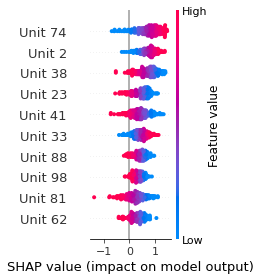 High
Unit 74
Unit 2
Unit 38
Unit 23
Unit 41
Unit 33
Unit 88
Unit 98
Unit 81
Unit 62
Feature value
Low
−1 0 1
SHAP value (impact on model output)